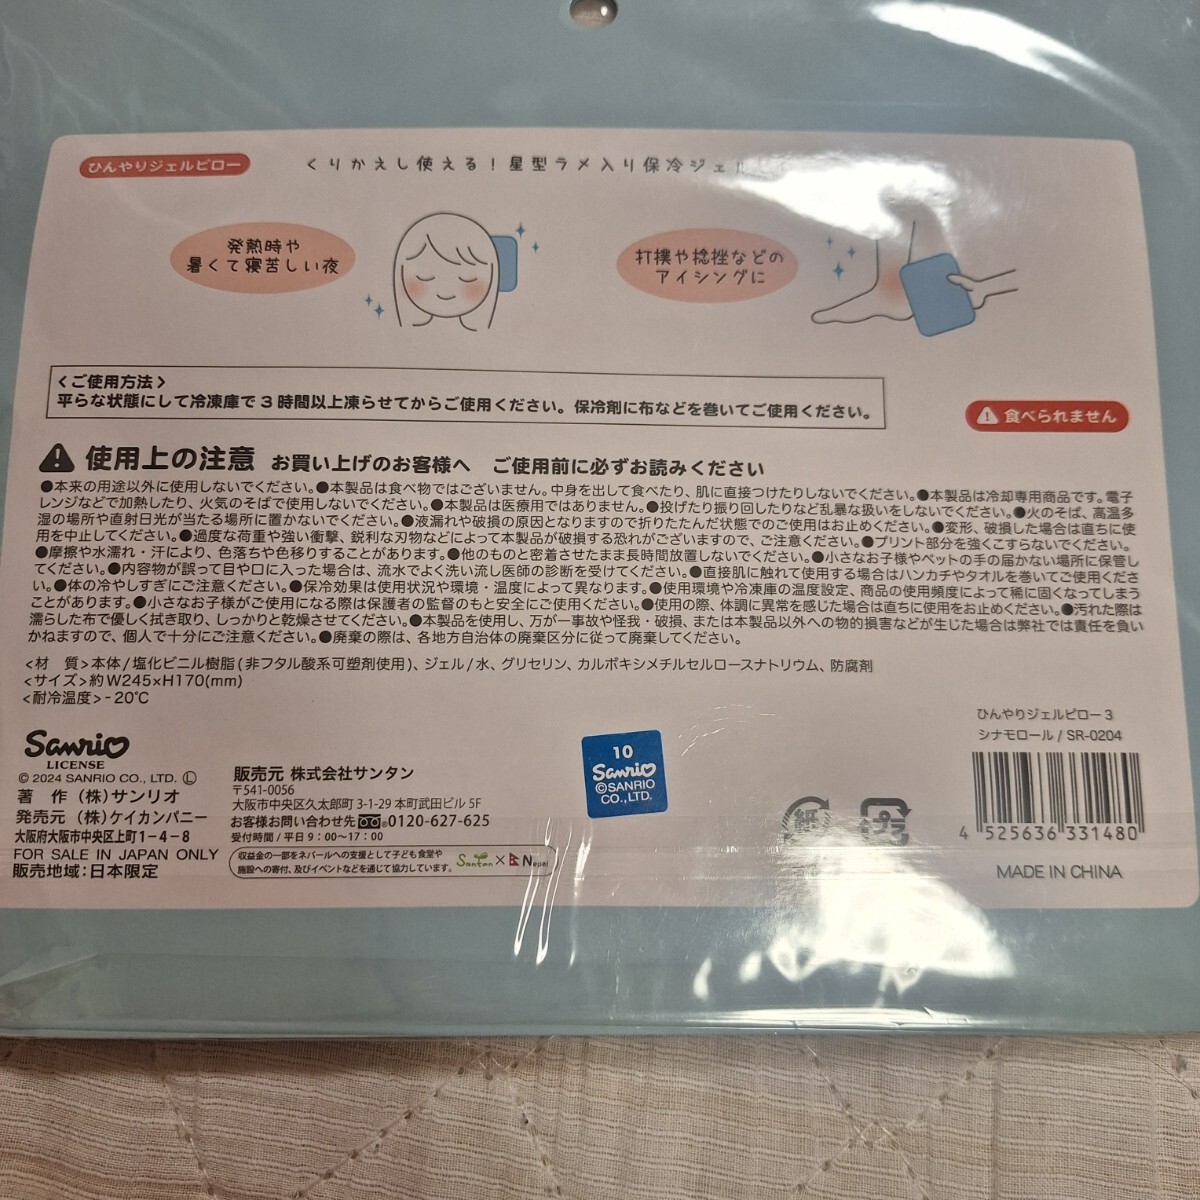 ひんやりジェルピロー
くりかえし使える！星型ラメ入り保冷ジェル
発熱時や
暑くて寝苦しい夜
打撲や捻挫などの
アイシングに
<ご使用方法>
平らな状態にして冷凍庫で3時間以上凍らせてからご使用ください。保冷剤に布などを巻いてご使用ください。
食べられません
使用上の注意 お買い上げのお客様へ ご使用前に必ずお読みください
●本来の用途以外に使用しないでください。●本製品は食べ物ではございません。中身を出して食べたり、肌に直接つけたりしないでください。●本製品は冷却専用商品です。電子
レンジなどで加熱したり、火気のそばで使用しないでください。●本製品は医療用ではありません。●投げたり振り回したりなど乱暴な扱いをしないでください。●火のそば、高温多
湿の場所や直射日光が当たる場所に置かないでください。●液漏れや破損の原因となりますので折りたたんだ状態でのご使用はお止めください。●変形、破損した場合は直ちに使
用を中止してください。●過度な荷重や強い衝撃、鋭利な刃物などによって本製品が破損する恐れがございますので、ご注意ください。●プリント部分を強くこすらないでください。
●摩擦や水濡れ・汗により、色落ちや色移りすることがあります。●他のものと密着させたまま長時間放置しないでください。●小さなお子様やペットの手の届かない場所に保管し
てください。●内容物が誤って目や口に入った場合は、流水でよく洗い流し医師の診断を受けてください。●直接肌に触れて使用する場合はハンカチやタオルを巻いてご使用くださ
い。●体の冷やしすぎにご注意ください。●保冷効果は使用状況や環境・温度によって異なります。●使用環境や冷凍庫の温度設定、商品の使用頻度によって稀に固くなってしまう
ことがあります。●小さなお子様がご使用になる際は保護者の監督のもと安全にご使用ください。●使用の際、体調に異常を感じた場合は直ちに使用をお止めください。●汚れた際は
濡らした布で優しく拭き取り、しっかりと乾燥させてください。●本製品を使用し、万が一事故や怪我・破損、または本製品以外への物的損害などが生じた場合は弊社では責任を負い
かねますので、個人で十分にご注意ください。●廃棄の際は、各地方自治体の廃棄区分に従って廃棄してください。
<材　質>本体/塩化ビニル樹脂(非フタル酸系可塑剤使用)、ジェル/水、グリセリン、カルボキシメチルセルロースナトリウム、防腐剤
<サイズ>約W245×H170(mm)
<耐冷温度>-20℃
Sanrio
LICENSE
© 2024 SANRIO CO., LTD. Ⓛ
著　作 (株)サンリオ
発売元 (株)ケイカンパニー
大阪府大阪市中央区上町1-4-8
FOR SALE IN JAPAN ONLY
販売地域:日本限定
販売元 株式会社サンタン
〒541-0056
大阪市中央区久太郎町3-1-29 本町武田ビル 5F
お客様お問い合わせ先 0120-627-625
受付時間/平日9：00～17：00
収益金の一部をネパールへの支援として子ども食堂や
施設への寄付、及びイベントなどを通じて協力しています。
Santan × Nepal
10
Sanrio
©SANRIO
CO.,LTD.
紙
プラ
ひんやりジェルピロー3
シナモロール/SR-0204
4 525636 331480
MADE IN CHINA